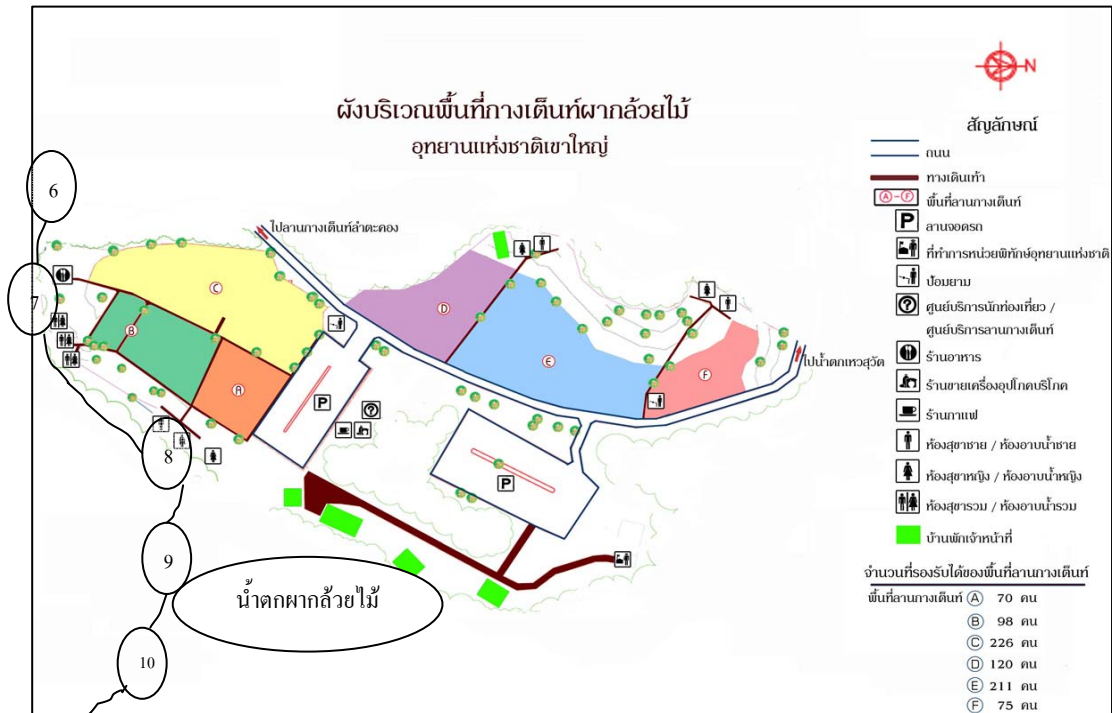 ผังบริเวณพื้นที่กางเต็นท์ผากล้วยไม้
อุทยานแห่งชาติเขาใหญ่
N
สัญลักษณ์
ถนน
ทางเดินเท้า
A - F พื้นที่ลานกางเต็นท์
P ลานจอดรถ
ที่ทำการหน่วยพิทักษ์อุทยานแห่งชาติ
ป้อมยาม
? ศูนย์บริการนักท่องเที่ยว /
ศูนย์บริการลานกางเต็นท์
ร้านอาหาร
ร้านขายเครื่องอุปโภคบริโภค
ร้านกาแฟ
ห้องสุขาชาย / ห้องอาบน้ำชาย
ห้องสุขาหญิง / ห้องอาบน้ำหญิง
ห้องสุขารวม / ห้องอาบน้ำรวม
บ้านพักเจ้าหน้าที่
จำนวนที่รองรับได้ของพื้นที่ลานกางเต็นท์
พื้นที่ลานกางเต็นท์ A 70 คน
B 98 คน
C 226 คน
D 120 คน
E 211 คน
F 75 คน
6
ไปลานกางเต็นท์ลำตะคอง
7
C
D
B
E
A
F
ไปน้ำตกเหวสุวัต
P
?
8
P
9
น้ำตกผากล้วยไม้
10